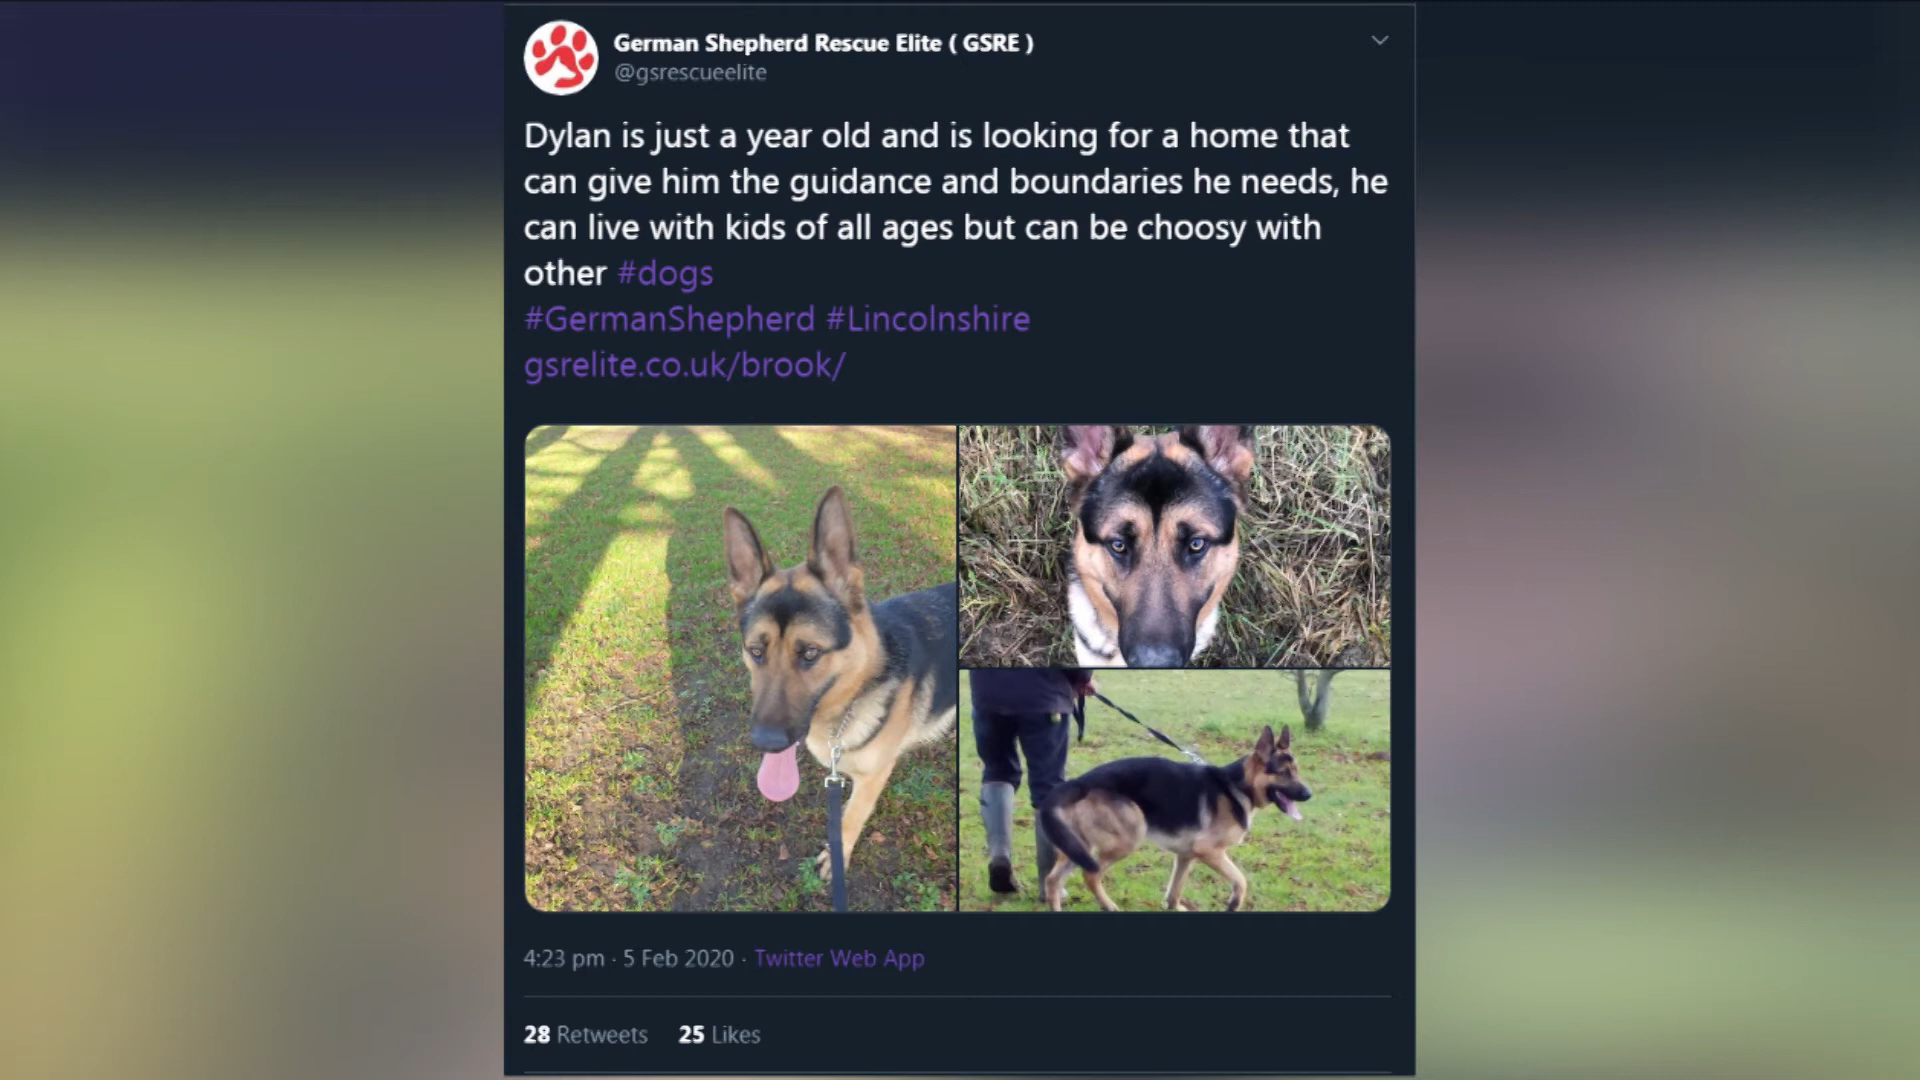 German Shepherd Rescue Elite ( GSRE )
@gsrescueelite
Dylan is just a year old and is looking for a home that
can give him the guidance and boundaries he needs, he
can live with kids of all ages but can be choosy with
other #dogs
#GermanShepherd #Lincolnshire
gsrelite.co.uk/brook/
4:23 pm · 5 Feb 2020 · Twitter Web App
28 Retweets 25 Likes